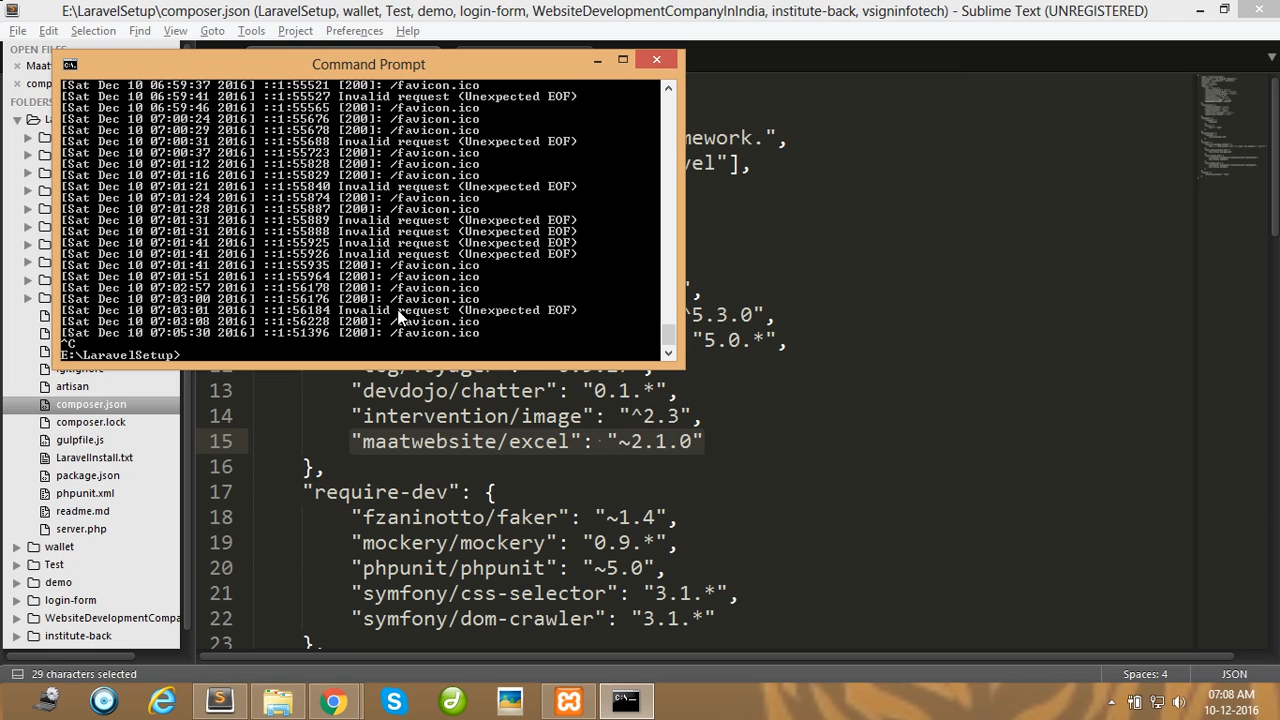 E:\LaravelSetup\composer.json (LaravelSetup, wallet, Test, demo, login-form, WebsiteDevelopmentCompanyInIndia, institute-back, vsigninfotech) - Sublime Text (UNREGISTERED)
File Edit Selection Find View Goto Tools Project Preferences Help
OPEN FILES
Maat
comp
FOLDERS
La
Command Prompt
[Sat Dec 10 06:59:37 2016] ::1:55521 [200]: /favicon.ico
[Sat Dec 10 06:59:41 2016] ::1:55527 Invalid request (Unexpected EOF)
[Sat Dec 10 06:59:46 2016] ::1:55565 [200]: /favicon.ico
[Sat Dec 10 07:00:24 2016] ::1:55676 [200]: /favicon.ico
[Sat Dec 10 07:00:29 2016] ::1:55678 [200]: /favicon.ico
[Sat Dec 10 07:00:31 2016] ::1:55683 Invalid request (Unexpected EOF)
[Sat Dec 10 07:00:37 2016] ::1:55723 [200]: /favicon.ico
[Sat Dec 10 07:01:12 2016] ::1:55828 [200]: /favicon.ico
[Sat Dec 10 07:01:16 2016] ::1:55829 [200]: /favicon.ico
[Sat Dec 10 07:01:21 2016] ::1:55840 Invalid request (Unexpected EOF)
[Sat Dec 10 07:01:24 2016] ::1:55874 [200]: /favicon.ico
[Sat Dec 10 07:01:28 2016] ::1:55887 [200]: /favicon.ico
[Sat Dec 10 07:01:31 2016] ::1:55889 Invalid request (Unexpected EOF)
[Sat Dec 10 07:01:31 2016] ::1:55888 Invalid request (Unexpected EOF)
[Sat Dec 10 07:01:41 2016] ::1:55925 Invalid request (Unexpected EOF)
[Sat Dec 10 07:01:41 2016] ::1:55926 Invalid request (Unexpected EOF)
[Sat Dec 10 07:01:41 2016] ::1:55935 [200]: /favicon.ico
[Sat Dec 10 07:01:51 2016] ::1:55964 [200]: /favicon.ico
[Sat Dec 10 07:02:57 2016] ::1:56178 [200]: /favicon.ico
[Sat Dec 10 07:03:00 2016] ::1:56176 [200]: /favicon.ico
[Sat Dec 10 07:03:01 2016] ::1:56184 Invalid request (Unexpected EOF)
[Sat Dec 10 07:03:08 2016] ::1:56228 [200]: /favicon.ico
[Sat Dec 10 07:05:30 2016] ::1:51396 [200]: /favicon.ico
^C
E:\LaravelSetup>
mework.",
vel"],
",
^5.3.0",
"5.0.*",
13 "devdojo/chatter": "0.1.*",
14 "intervention/image": "^2.3",
15 "maatwebsite/excel": "~2.1.0"
16 },
17 "require-dev": {
18 "fzaninotto/faker": "~1.4",
19 "mockery/mockery": "0.9.*",
20 "phpunit/phpunit": "~5.0",
21 "symfony/css-selector": "3.1.*",
22 "symfony/dom-crawler": "3.1.*"
23 },
artisan
composer.json
composer.lock
gulpfile.js
LaravelInstall.txt
package.json
phpunit.xml
readme.md
server.php
wallet
Test
demo
login-form
WebsiteDevelopmentCompa
institute-back
29 characters selected
Spaces: 4
JSON
07:08 AM
10-12-2016